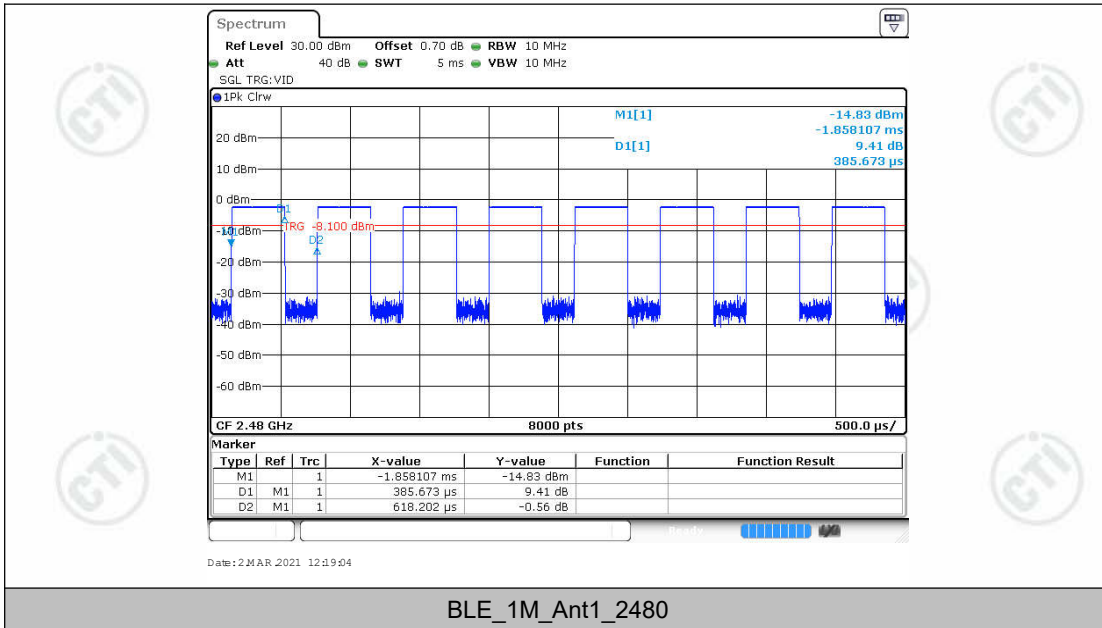 Spectrum
Ref Level 30.00 dBm Offset 0.70 dB RBW 10 MHz
Att 40 dB SWT 5 ms VBW 10 MHz
SGL TRG:VID
1Pk Clrw
M1[1] -14.83 dBm
-1.858107 ms
20 dBm
D1[1] 9.41 dB
385.673 µs
10 dBm
0 dBm
D1
TRG -8.100 dBm
-10 dBm
M1
D2
-20 dBm
-30 dBm
-40 dBm
-50 dBm
-60 dBm
CF 2.48 GHz 8000 pts 500.0 µs/
Marker
Type Ref Trc X-value Y-value Function Function Result
M1 1 -1.858107 ms -14.83 dBm
D1 M1 1 385.673 µs 9.41 dB
D2 M1 1 618.202 µs -0.56 dB
Ready
Date: 2.MAR.2021 12:19:04
BLE_1M_Ant1_2480
CTI
CTI
CTI
CTI